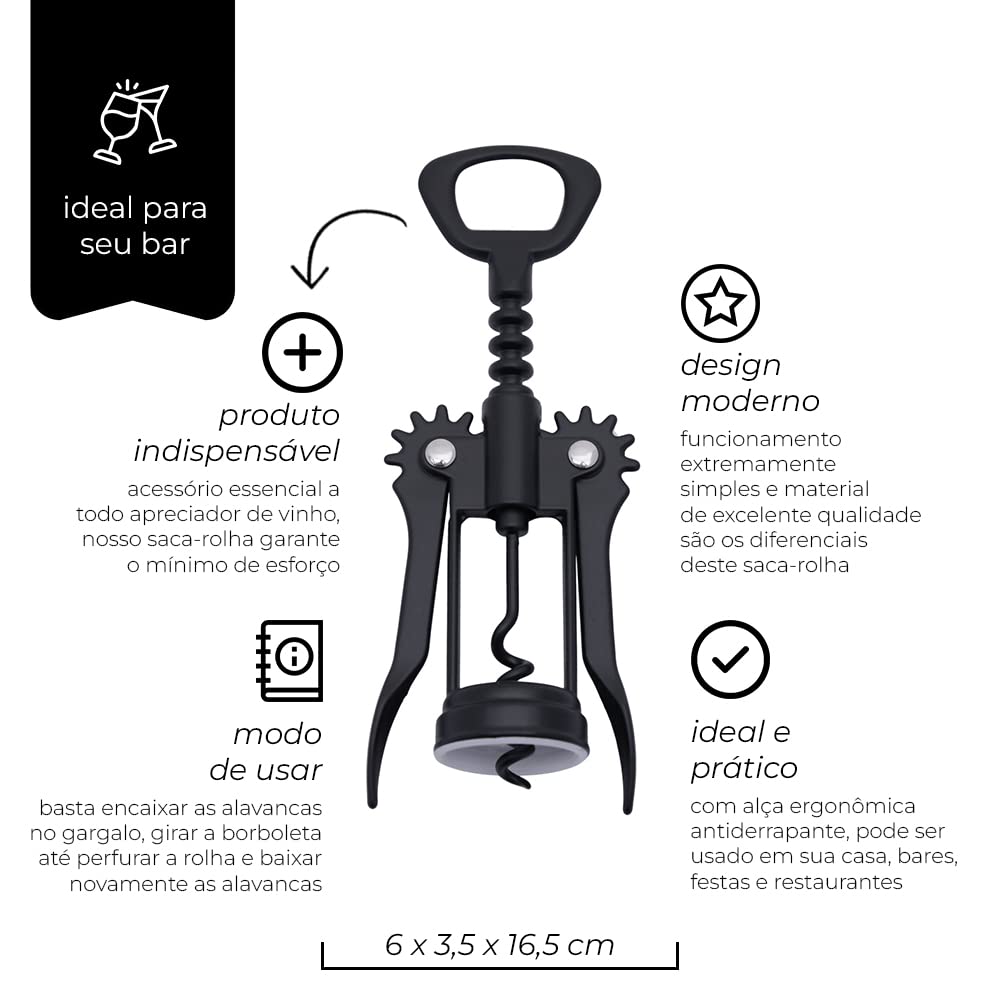 ideal para
seu bar
produto
indispensável
acessório essencial a
todo apreciador de vinho,
nosso saca-rolha garante
o mínimo de esforço
design
moderno
funcionamento
extremamente
simples e material
de excelente qualidade
são os diferenciais
deste saca-rolha
modo
de usar
basta encaixar as alavancas
no gargalo, girar a borboleta
até perfurar a rolha e baixar
novamente as alavancas
ideal e
prático
com alça ergonômica
antiderrapante, pode ser
usado em sua casa, bares,
festas e restaurantes
6 x 3,5 x 16,5 cm